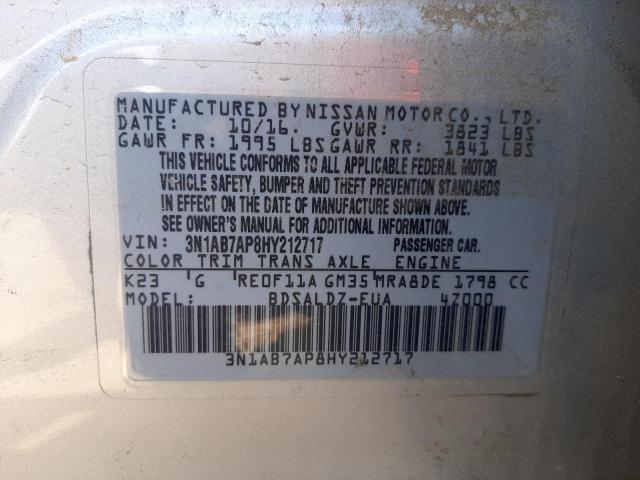 MANUFACTURED BY NISSAN MOTOR CO., LTD.
DATE: 10/16. GVWR: 3823 LBS
GAWR FR: 1995 LBS GAWR RR: 1841 LBS
THIS VEHICLE CONFORMS TO ALL APPLICABLE FEDERAL MOTOR
VEHICLE SAFETY, BUMPER AND THEFT PREVENTION STANDARDS
IN EFFECT ON THE DATE OF MANUFACTURE SHOWN ABOVE.
SEE OWNER'S MANUAL FOR ADDITIONAL INFORMATION.
VIN: 3N1AB7AP8HY212717 PASSENGER CAR.
COLOR TRIM TRANS AXLE ENGINE
K23 G RE0F11A GM35 MRA8DE 1798 CC
MODEL: BDSALDZ-EUA 4Z000
3N1AB7AP8HY212717